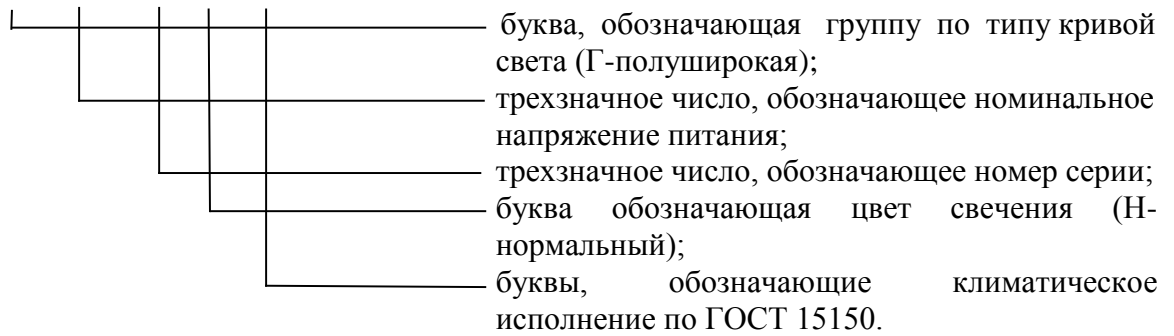 буква, обозначающая группу по типу кривой
света (Г-полуширокая);
трехзначное число, обозначающее номинальное
напряжение питания;
трехзначное число, обозначающее номер серии;
буква обозначающая цвет свечения (Н-
нормальный);
буквы, обозначающие климатическое
исполнение по ГОСТ 15150.